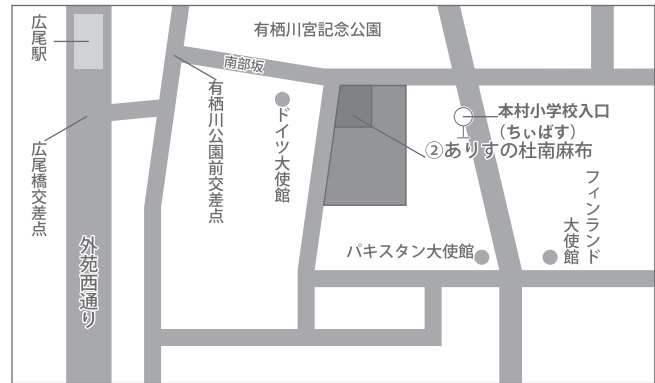 広尾駅
有栖川宮記念公園
南部坂
有栖川公園前交差点
ドイツ大使館
本村小学校入口
（ちぃばす）
②ありすの杜南麻布
広尾橋交差点
外苑西通り
パキスタン大使館
フィンランド
大使館